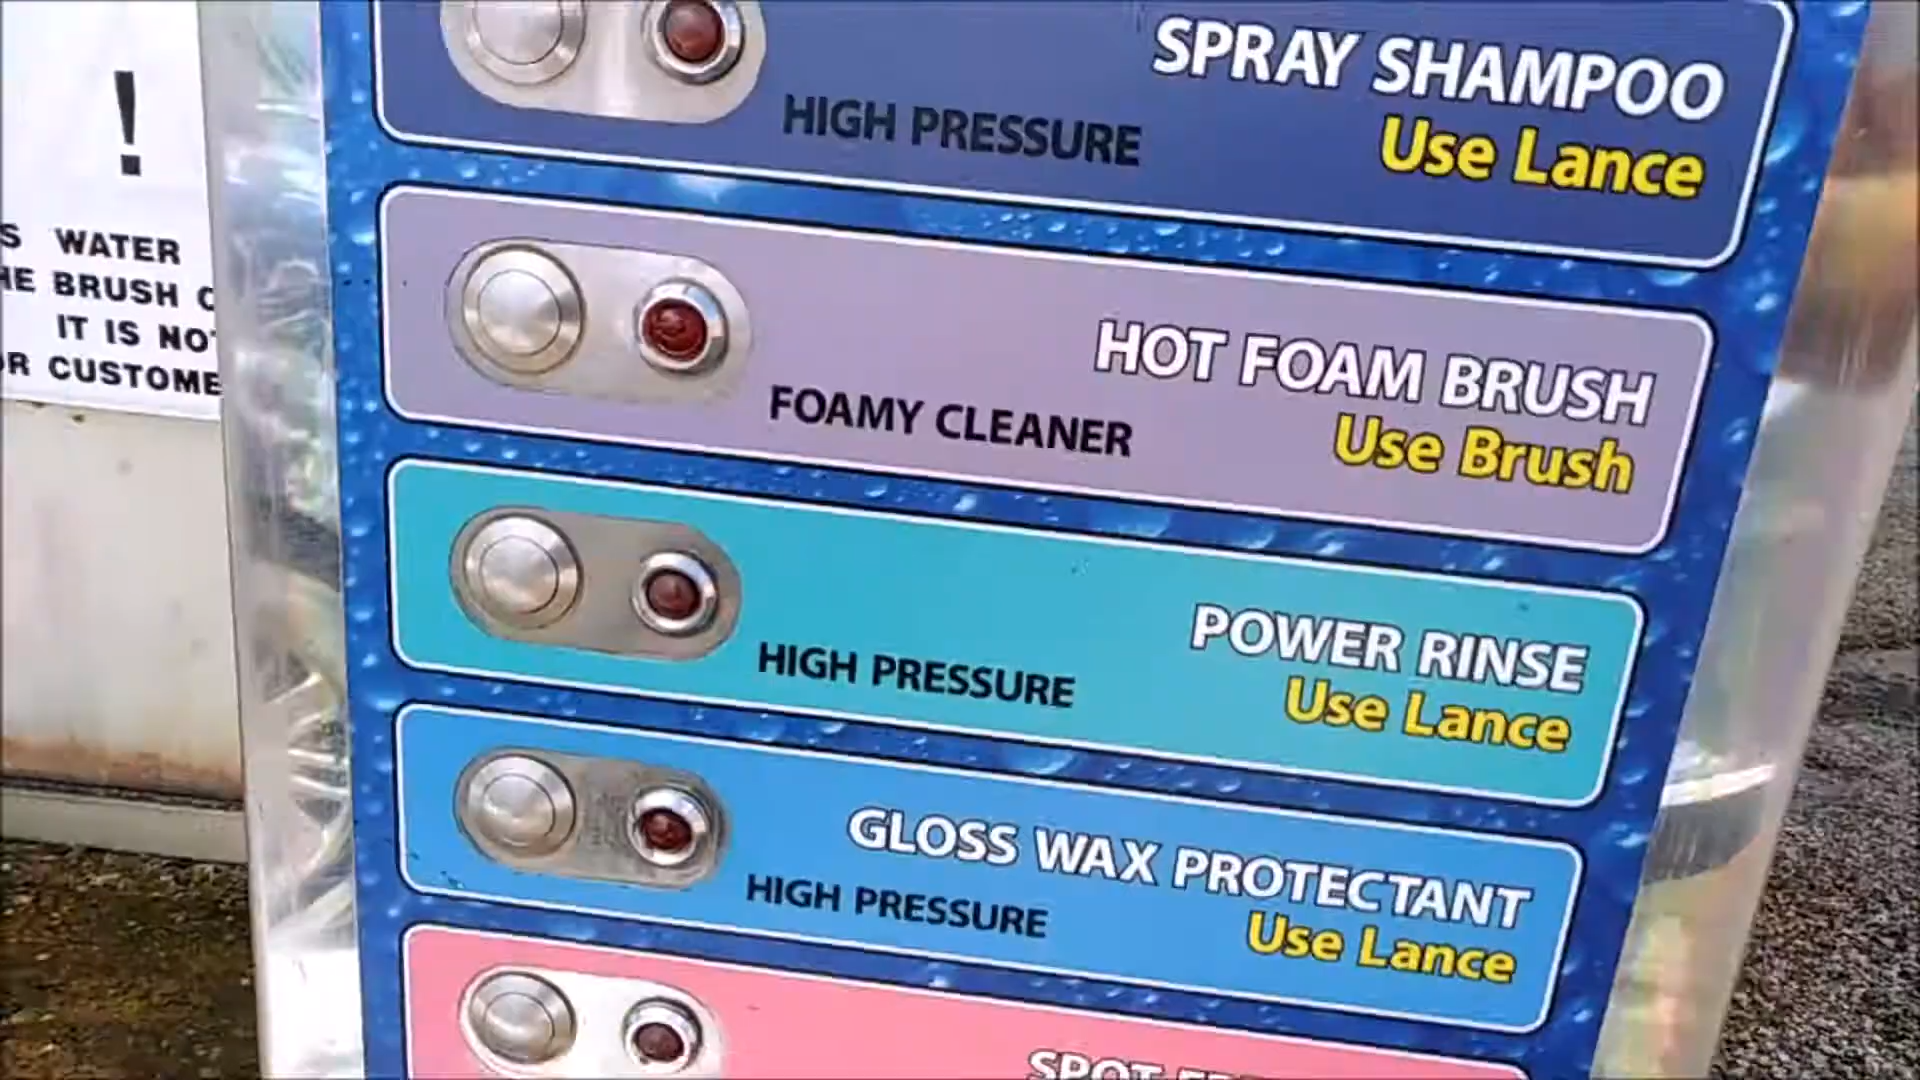 !
WATER
BRUSH
IT IS
CUSTOME
SPRAY SHAMPOO
HIGH PRESSURE
Use Lance
HOT FOAM BRUSH
FOAMY CLEANER
Use Brush
POWER RINSE
HIGH PRESSURE
Use Lance
GLOSS WAX PROTECTANT
HIGH PRESSURE
Use Lance
SPOT